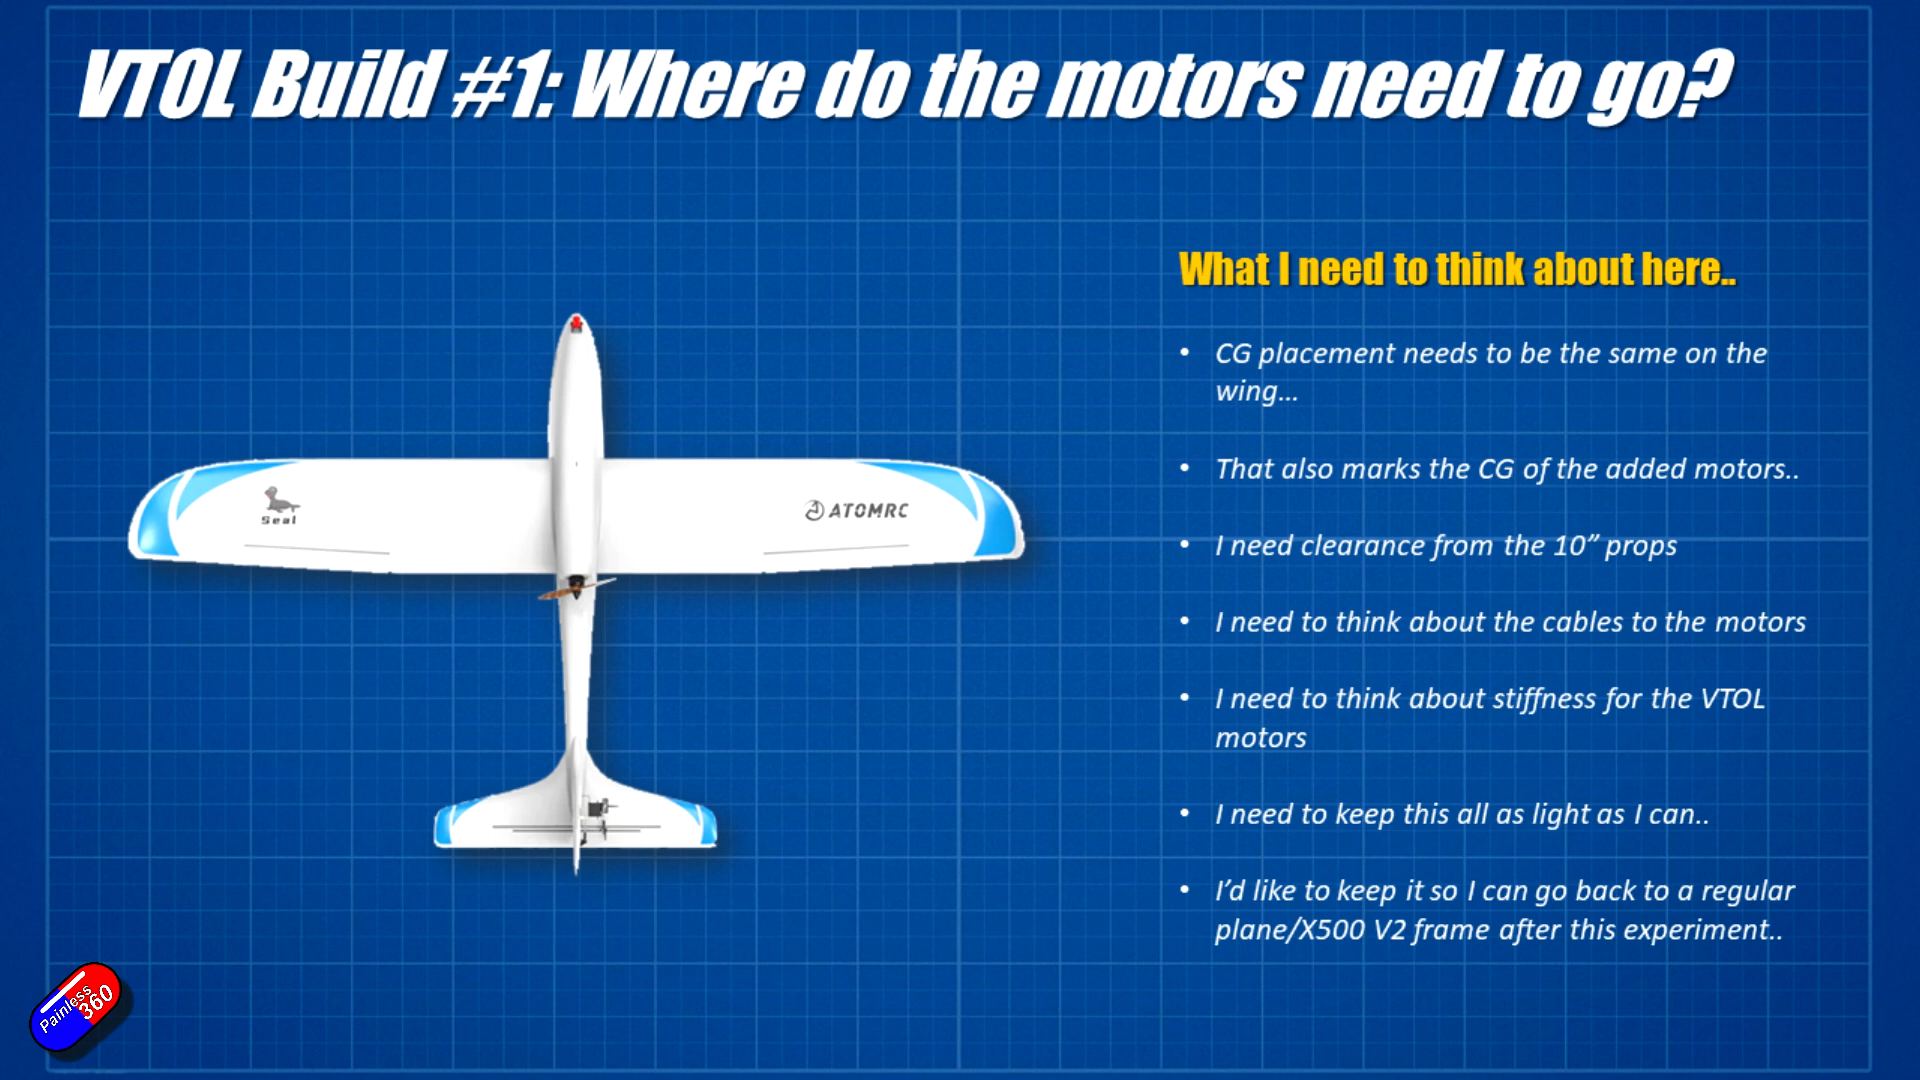 VTOL Build #1: Where do the motors need to go?
What I need to think about here..
• CG placement needs to be the same on the
wing...
• That also marks the CG of the added motors..
• I need clearance from the 10” props
• I need to think about the cables to the motors
• I need to think about stiffness for the VTOL
motors
• I need to keep this all as light as I can..
• I’d like to keep it so I can go back to a regular
plane/X500 V2 frame after this experiment..
Seal
ATOMRC
Painless
360